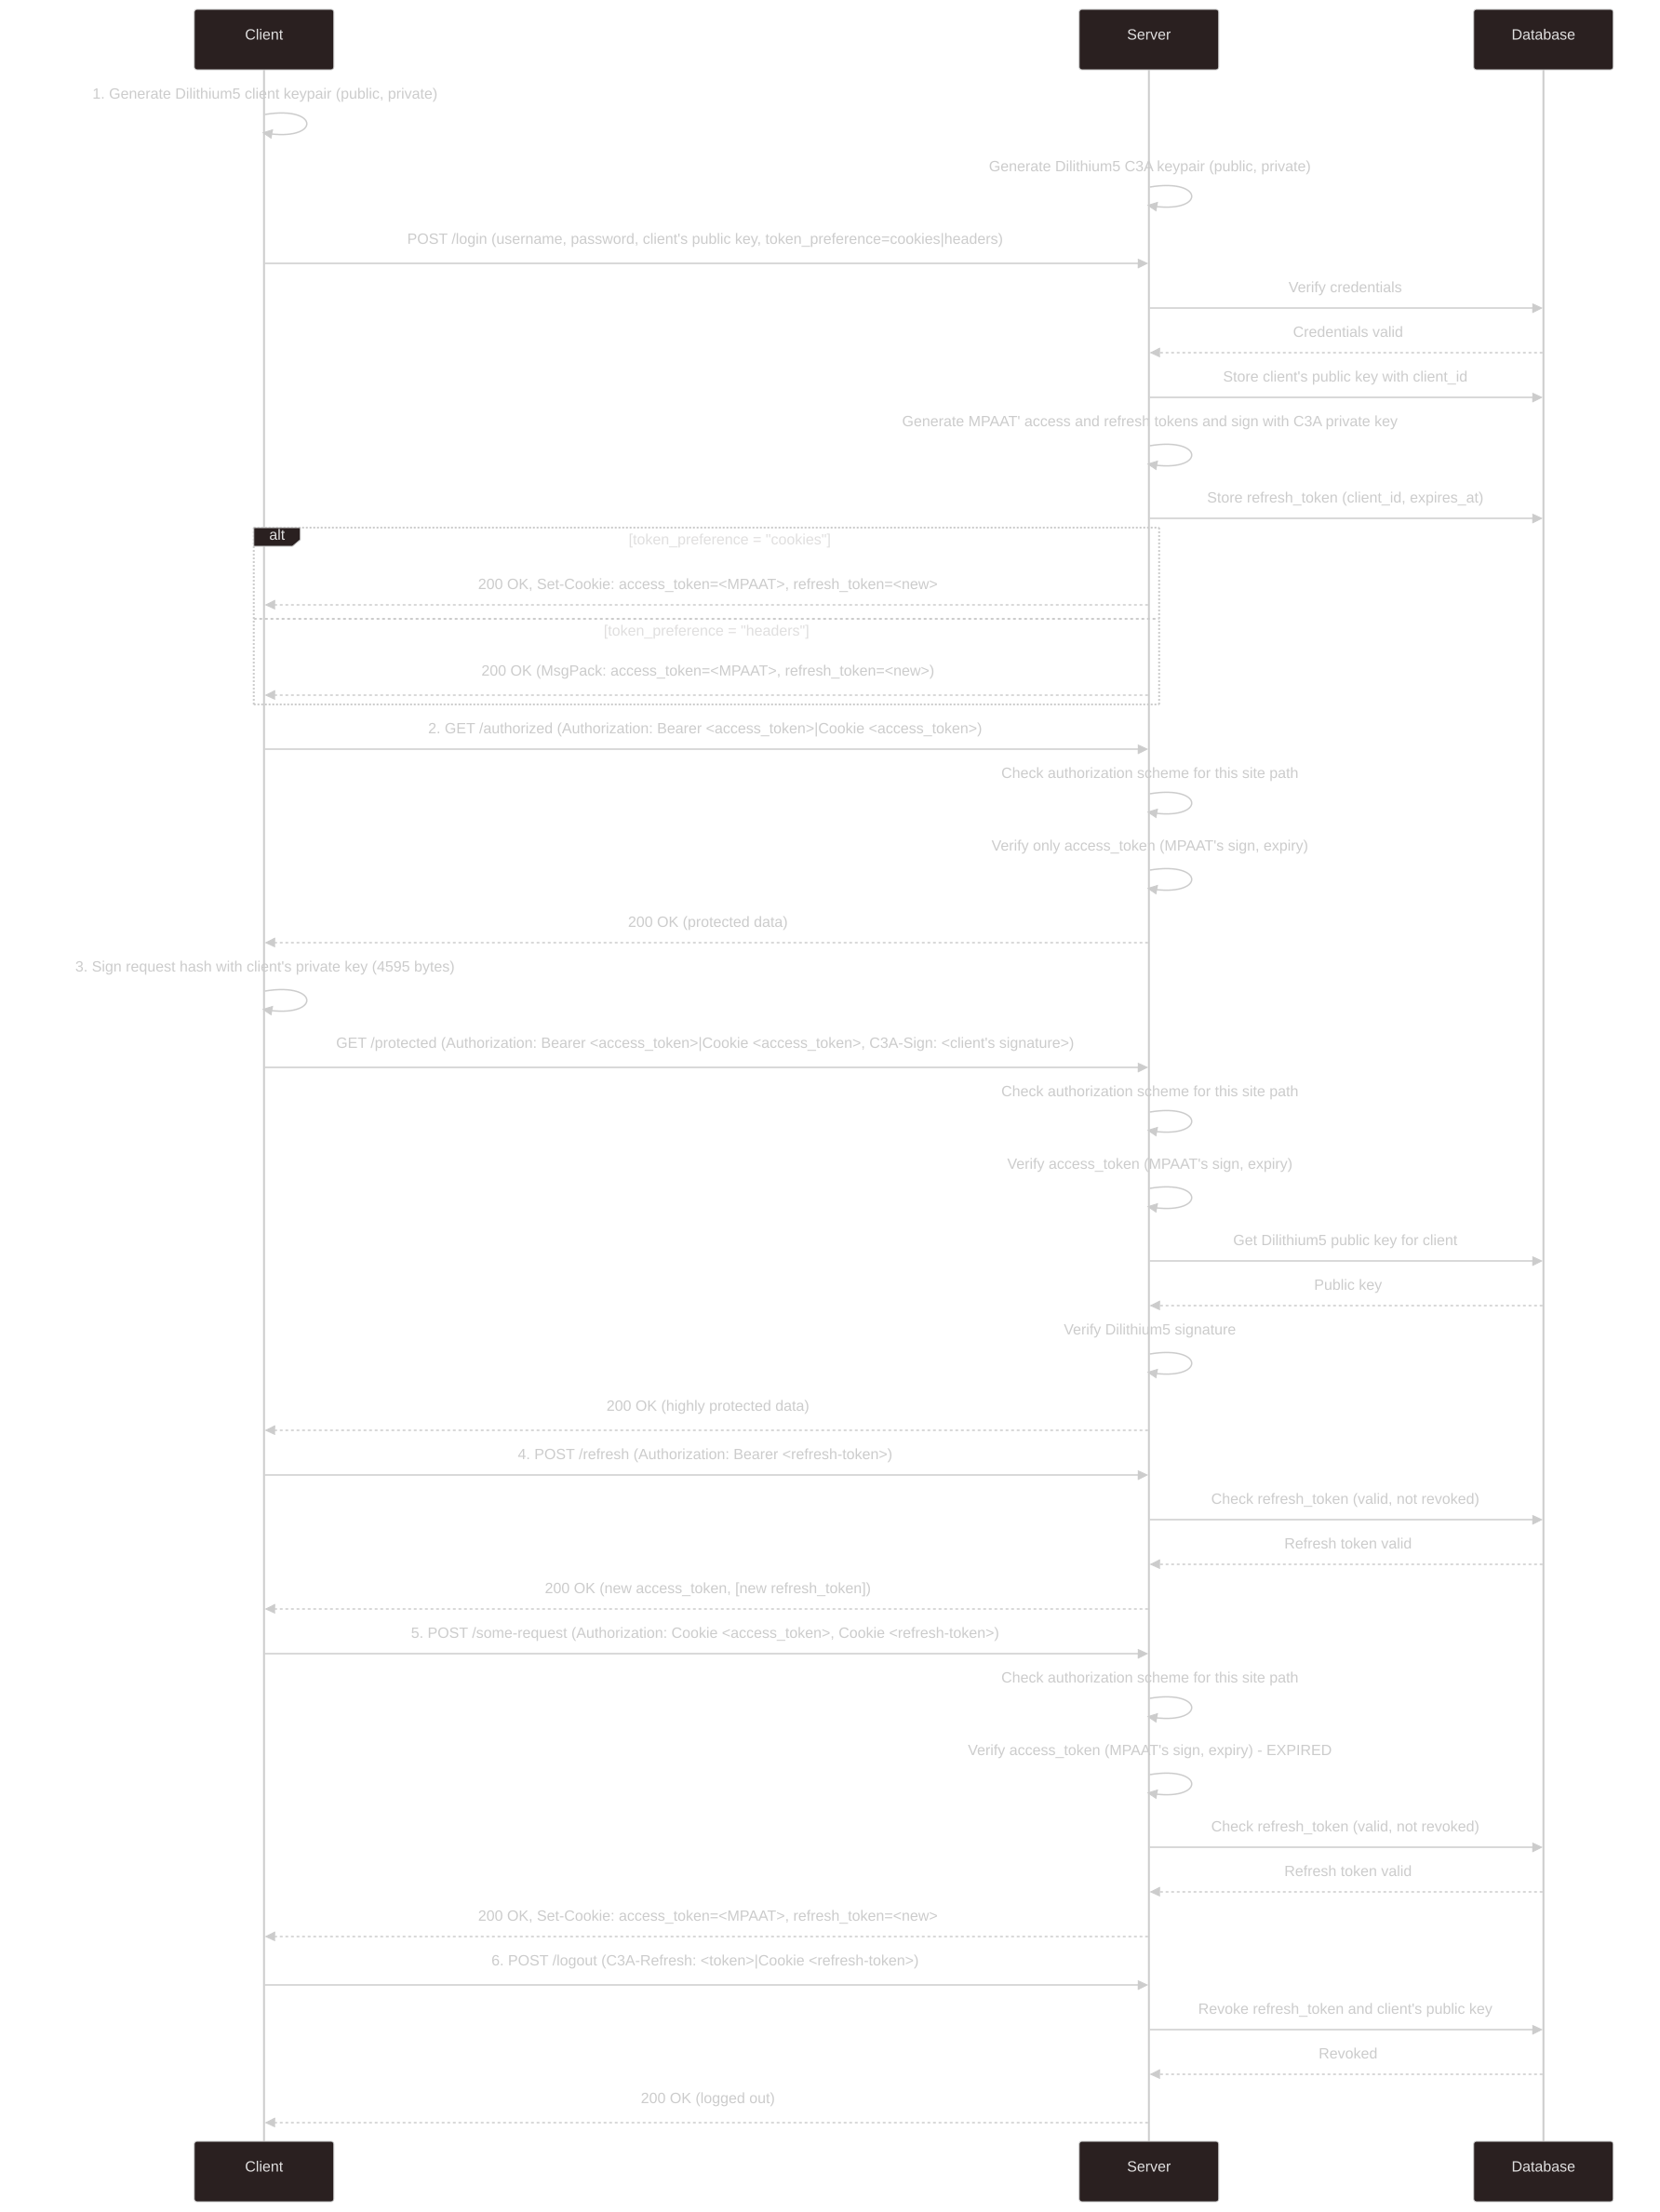 Client
Server
Database
1. Generate Dilithium5 client keypair (public, private)
Generate Dilithium5 C3A keypair (public, private)
POST /login (username, password, client's public key, token_preference=cookies|headers)
Verify credentials
Credentials valid
Store client's public key with client_id
Generate MPAAT' access and refresh tokens and sign with C3A private key
Store refresh_token (client_id, expires_at)
alt
[token_preference = "cookies"]
200 OK, Set-Cookie: access_token=<MPAAT>, refresh_token=<new>
[token_preference = "headers"]
200 OK (MsgPack: access_token=<MPAAT>, refresh_token=<new>)
2. GET /authorized (Authorization: Bearer <access_token>|Cookie <access_token>)
Check authorization scheme for this site path
Verify only access_token (MPAAT's sign, expiry)
200 OK (protected data)
3. Sign request hash with client's private key (4595 bytes)
GET /protected (Authorization: Bearer <access_token>|Cookie <access_token>, C3A-Sign: <client's signature>)
Check authorization scheme for this site path
Verify access_token (MPAAT's sign, expiry)
Get Dilithium5 public key for client
Public key
Verify Dilithium5 signature
200 OK (highly protected data)
4. POST /refresh (Authorization: Bearer <refresh-token>)
Check refresh_token (valid, not revoked)
Refresh token valid
200 OK (new access_token, [new refresh_token])
5. POST /some-request (Authorization: Cookie <access_token>, Cookie <refresh-token>)
Check authorization scheme for this site path
Verify access_token (MPAAT's sign, expiry) - EXPIRED
Check refresh_token (valid, not revoked)
Refresh token valid
200 OK, Set-Cookie: access_token=<MPAAT>, refresh_token=<new>
6. POST /logout (C3A-Refresh: <token>|Cookie <refresh-token>)
Revoke refresh_token and client's public key
Revoked
200 OK (logged out)
Client
Server
Database